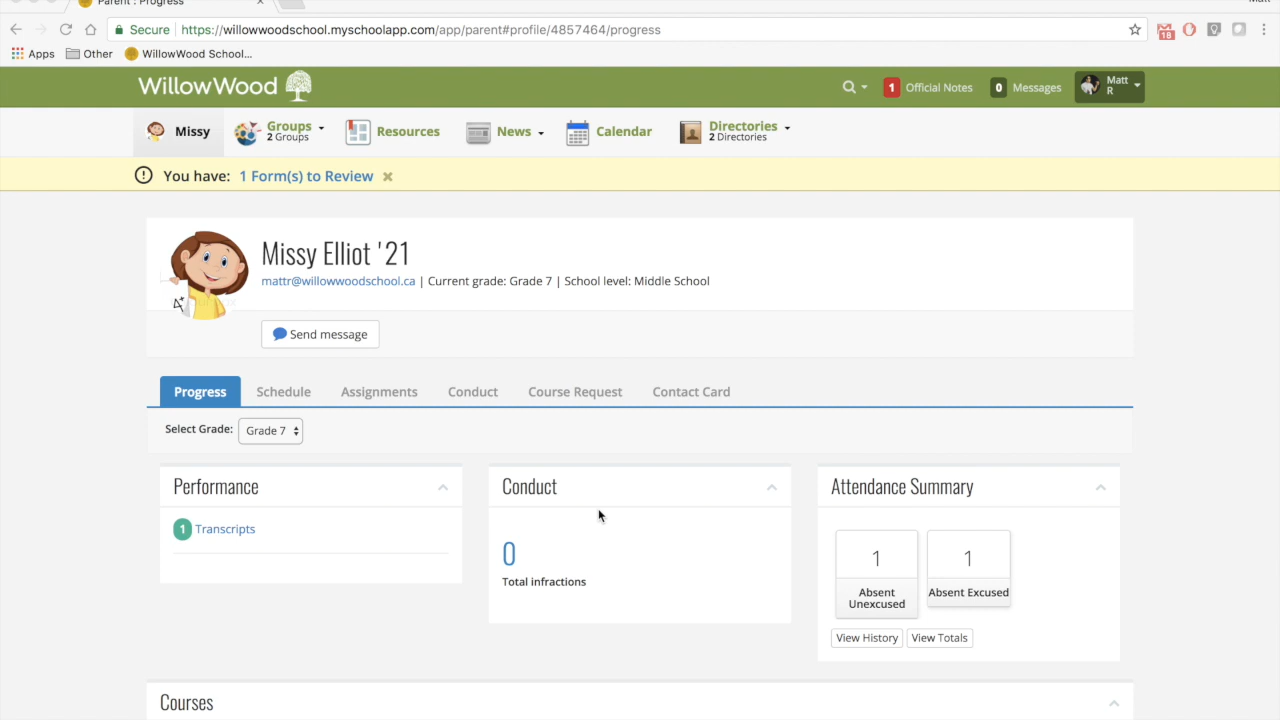 Parent : Progress
Matt
Secure https://willowwoodschool.myschoolapp.com/app/parent#profile/4857464/progress
18
Apps Other WillowWood School...
WillowWood
1 Official Notes 0 Messages Matt
R
Missy Groups Resources News Calendar Directories
2 Groups 2 Directories
You have: 1 Form(s) to Review
Missy Elliot '21
mattr@willowwoodschool.ca | Current grade: Grade 7 | School level: Middle School
Send message
Progress Schedule Assignments Conduct Course Request Contact Card
Select Grade: Grade 7
Performance Conduct Attendance Summary
1 Transcripts
0
Total infractions
1 1
Absent Unexcused Absent Excused
View History View Totals
Courses